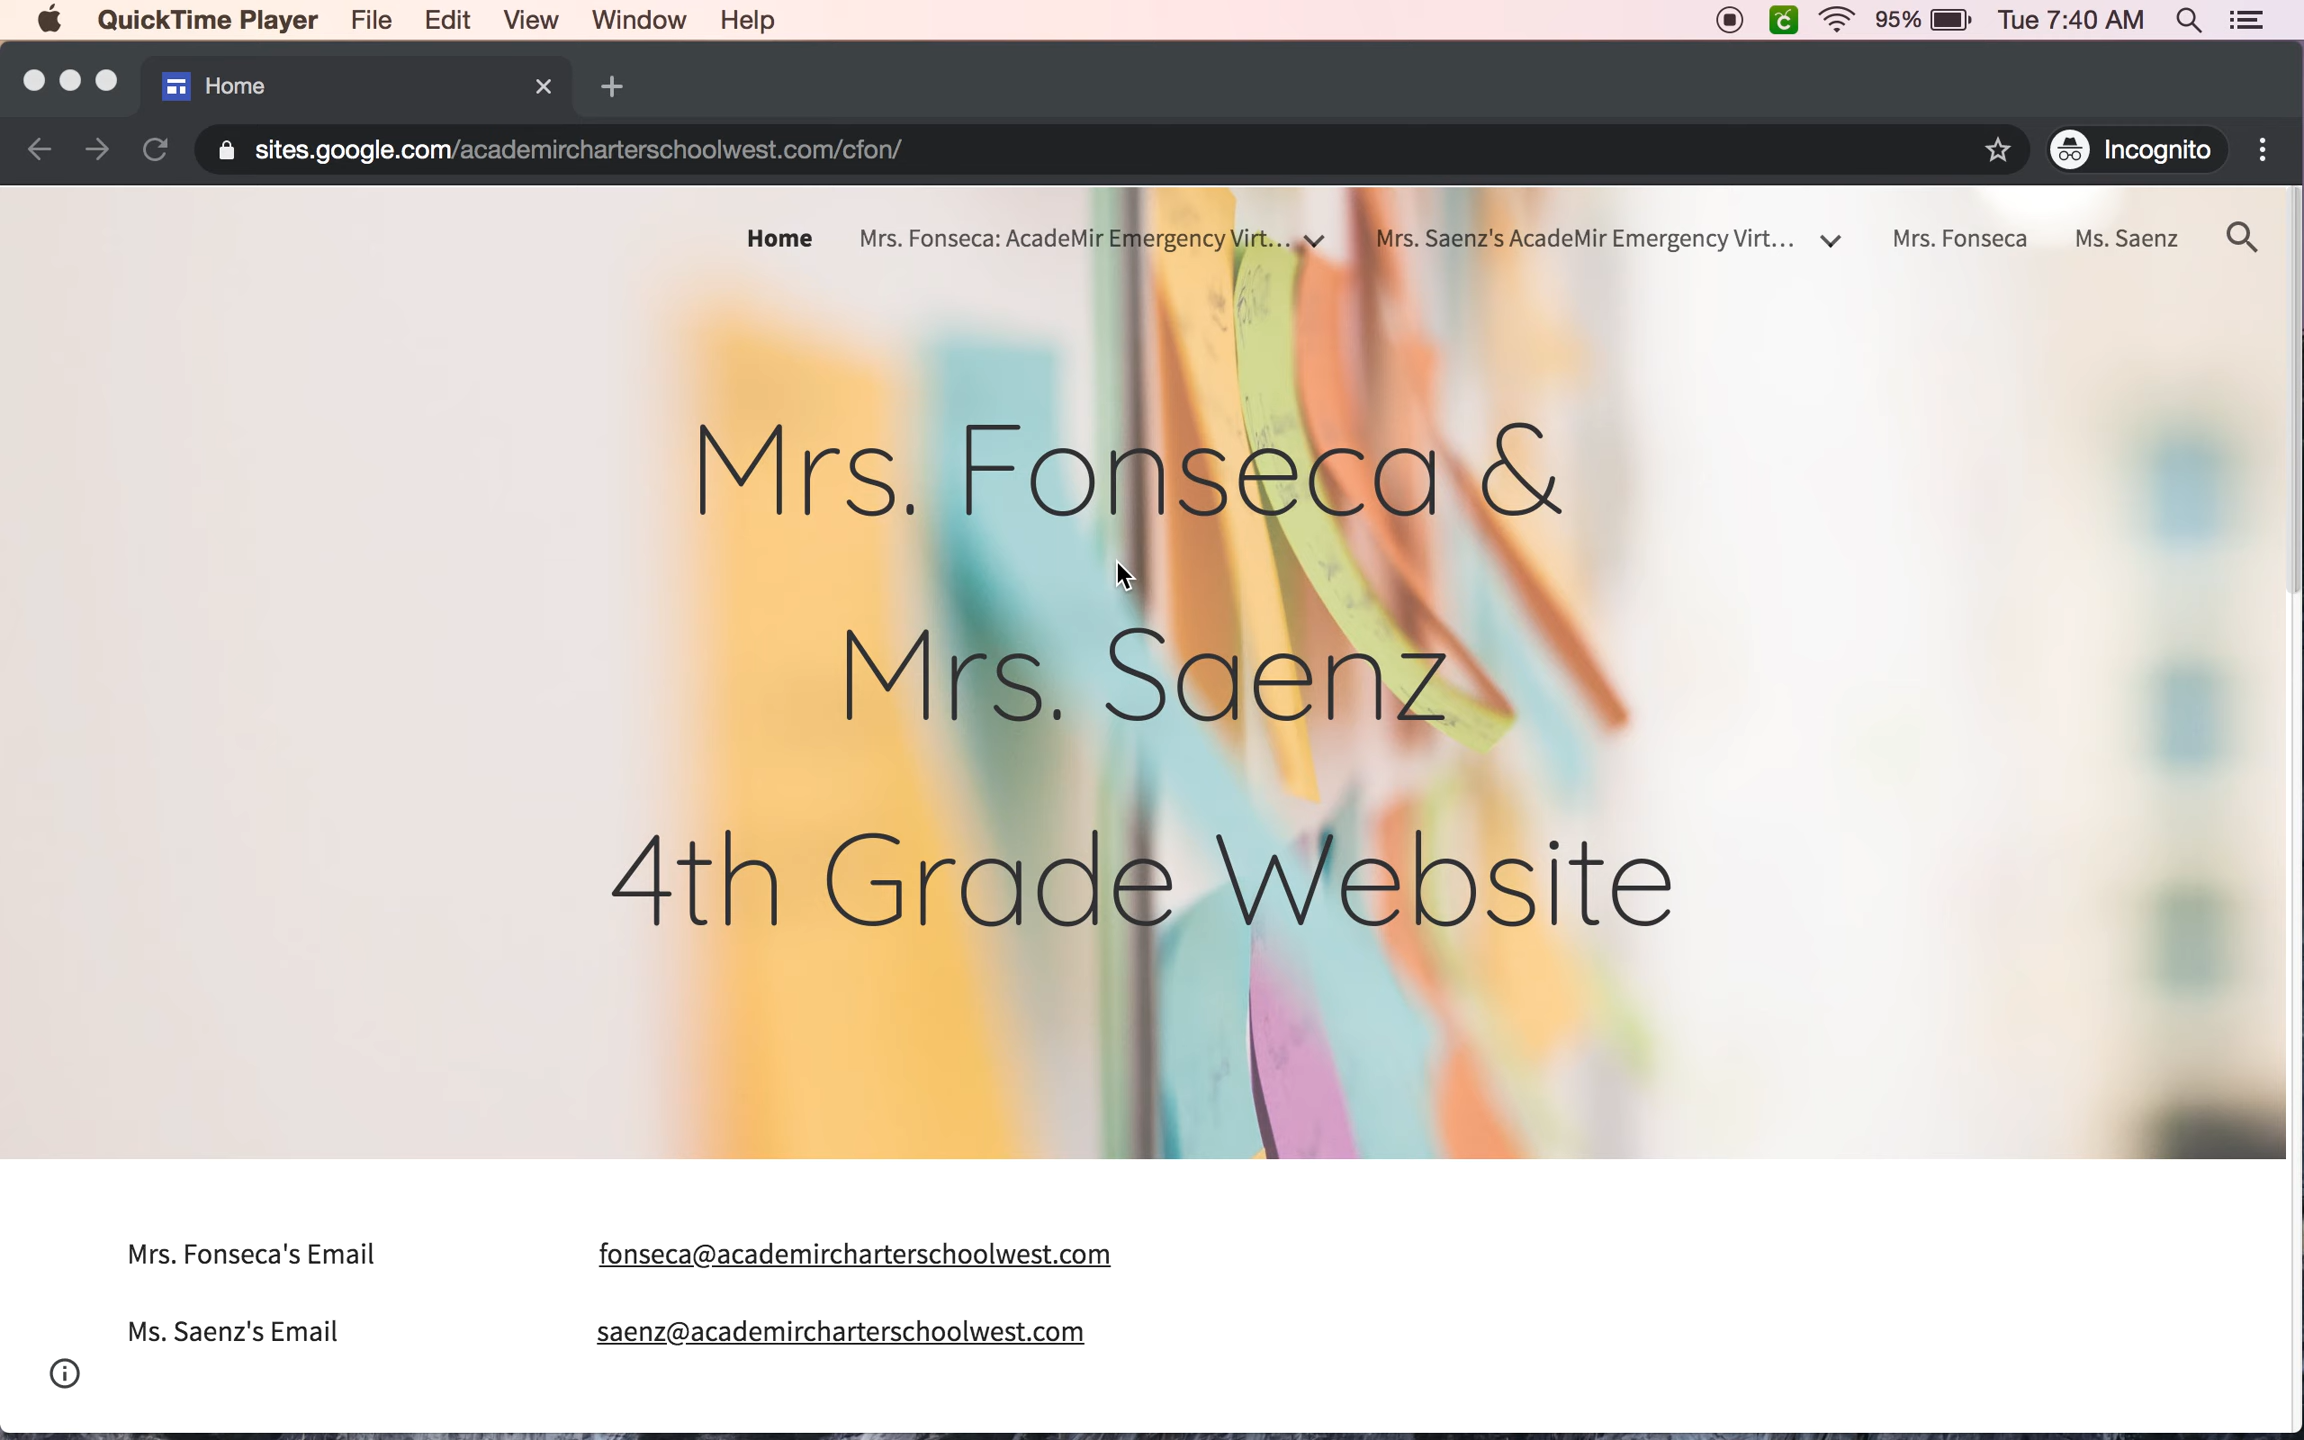 QuickTime Player File Edit View Window Help 95% Tue 7:40 AM
Home
sites.google.com/academircharterschoolwest.com/cfon/ Incognito
Home Mrs. Fonseca: AcadeMir Emergency Virt... Mrs. Saenz's AcadeMir Emergency Virt... Mrs. Fonseca Ms. Saenz
Mrs. Fonseca &
Mrs. Saenz
4th Grade Website
Mrs. Fonseca's Email fonseca@academircharterschoolwest.com
Ms. Saenz's Email saenz@academircharterschoolwest.com